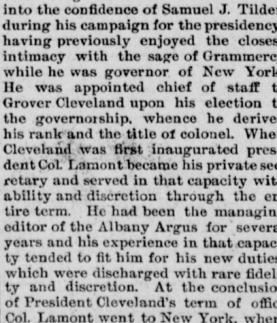 into the confidence of Samuel J. Tilde
during his campaign for the presidency
having previously enjoyed the closes
intimacy with the sage of Grammerc
while he was governor of New York
He was appointed chief of staff t
Grover Cleveland upon his election t
the governorship, whence he derive
his rank and the title of colonel. Whe
Cleveland was first inaugurated pres
dent Col. Lamont became his private sec
retary and served in that capacity wit
ability and discretion through the en
tire term. He had been the managin
editor of the Albany Argus for severa
years and his experience in that capac
ty tended to fit him for his new dutie
which were discharged with rare fidel
ty and discretion. At the conclusio
of President Cleveland's term of offic
Col. Lamont went to New York, wher